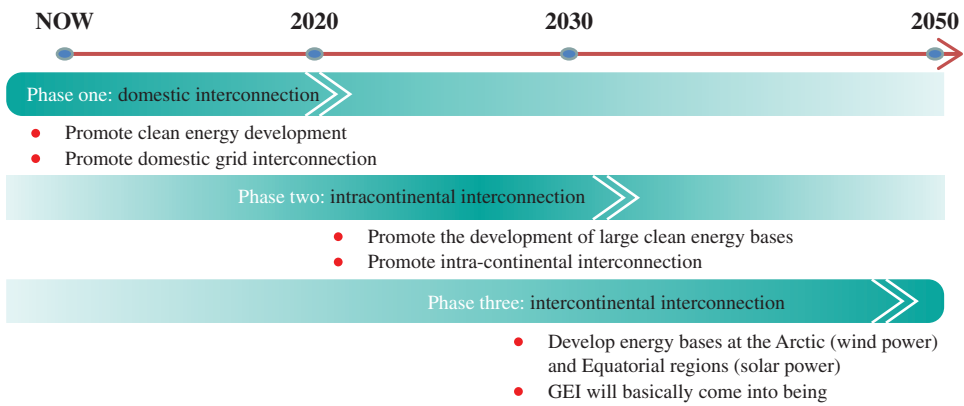 NOW 2020 2030 2050
Phase one: domestic interconnection
• Promote clean energy development
• Promote domestic grid interconnection
Phase two: intracontinental interconnection
• Promote the development of large clean energy bases
• Promote intra-continental interconnection
Phase three: intercontinental interconnection
• Develop energy bases at the Arctic (wind power)
and Equatorial regions (solar power)
• GEI will basically come into being